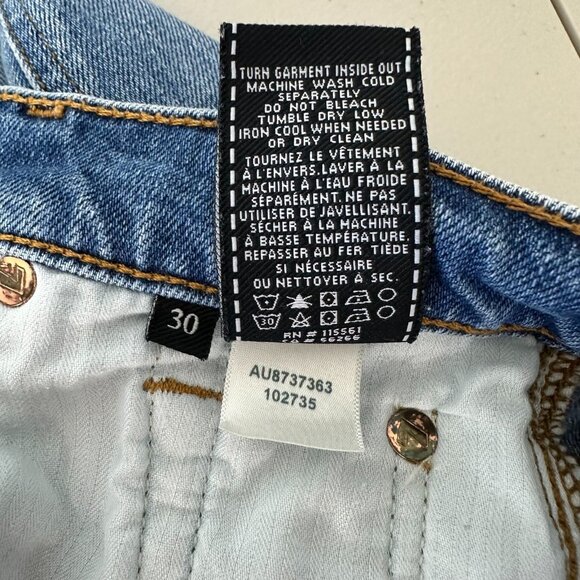 TURN GARMENT INSIDE OUT
MACHINE WASH COLD
SEPARATELY
DO NOT BLEACH
TUMBLE DRY LOW
IRON COOL WHEN NEEDED
OR DRY CLEAN
TOURNEZ LE VÊTEMENT
À L'ENVERS.LAVER À LA
MACHINE À L'EAU FROIDE
SÉPARÉMENT. NE PAS
UTILISER DE JAVELLISANT.
SÉCHER À LA MACHINE
À BASSE TEMPÉRATURE.
REPASSER AU FER TIÈDE
SI NÉCESSAIRE
OU NETTOYER À SEC.
30
RN # 115561
CA # 56266
30
AU8737363
102735